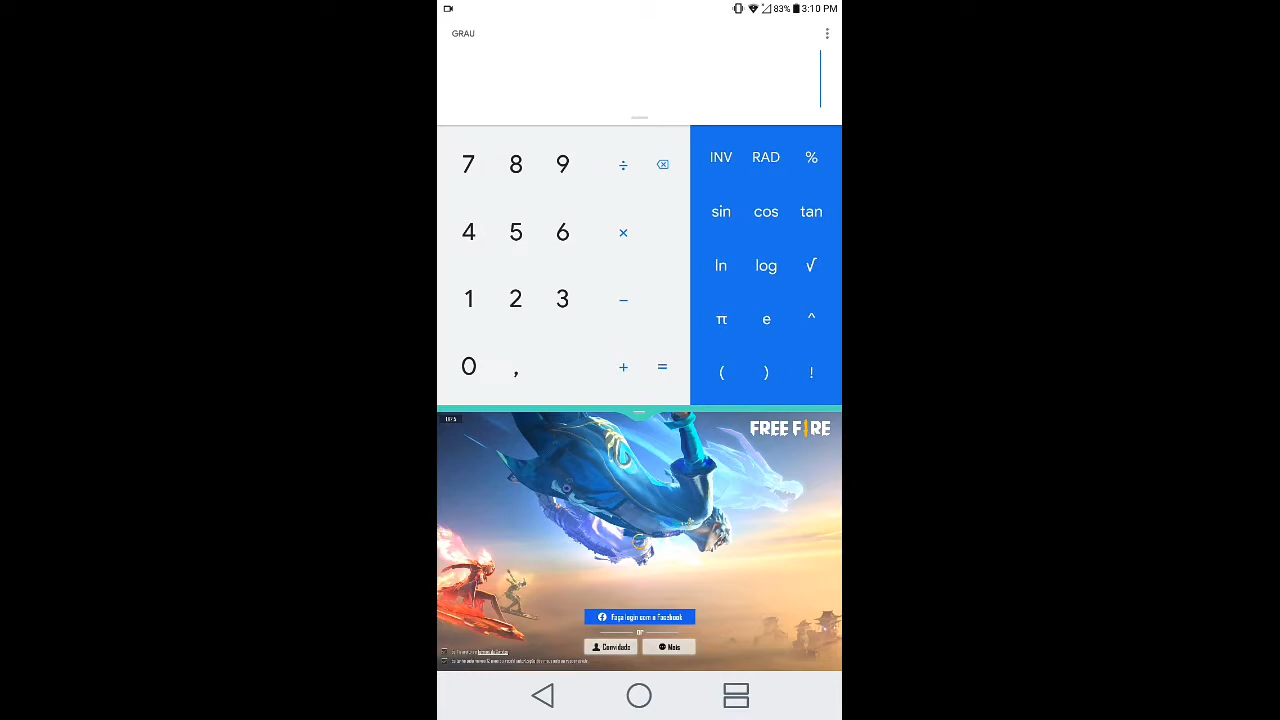 83% 3:10 PM
GRAU
7 8 9 ÷ INV RAD %
4 5 6 × sin cos tan
1 2 3 − ln log √
0 , + = π e ^
( ) !
FREE FIRE
Faça login com o Facebook
or
Convidado Mais